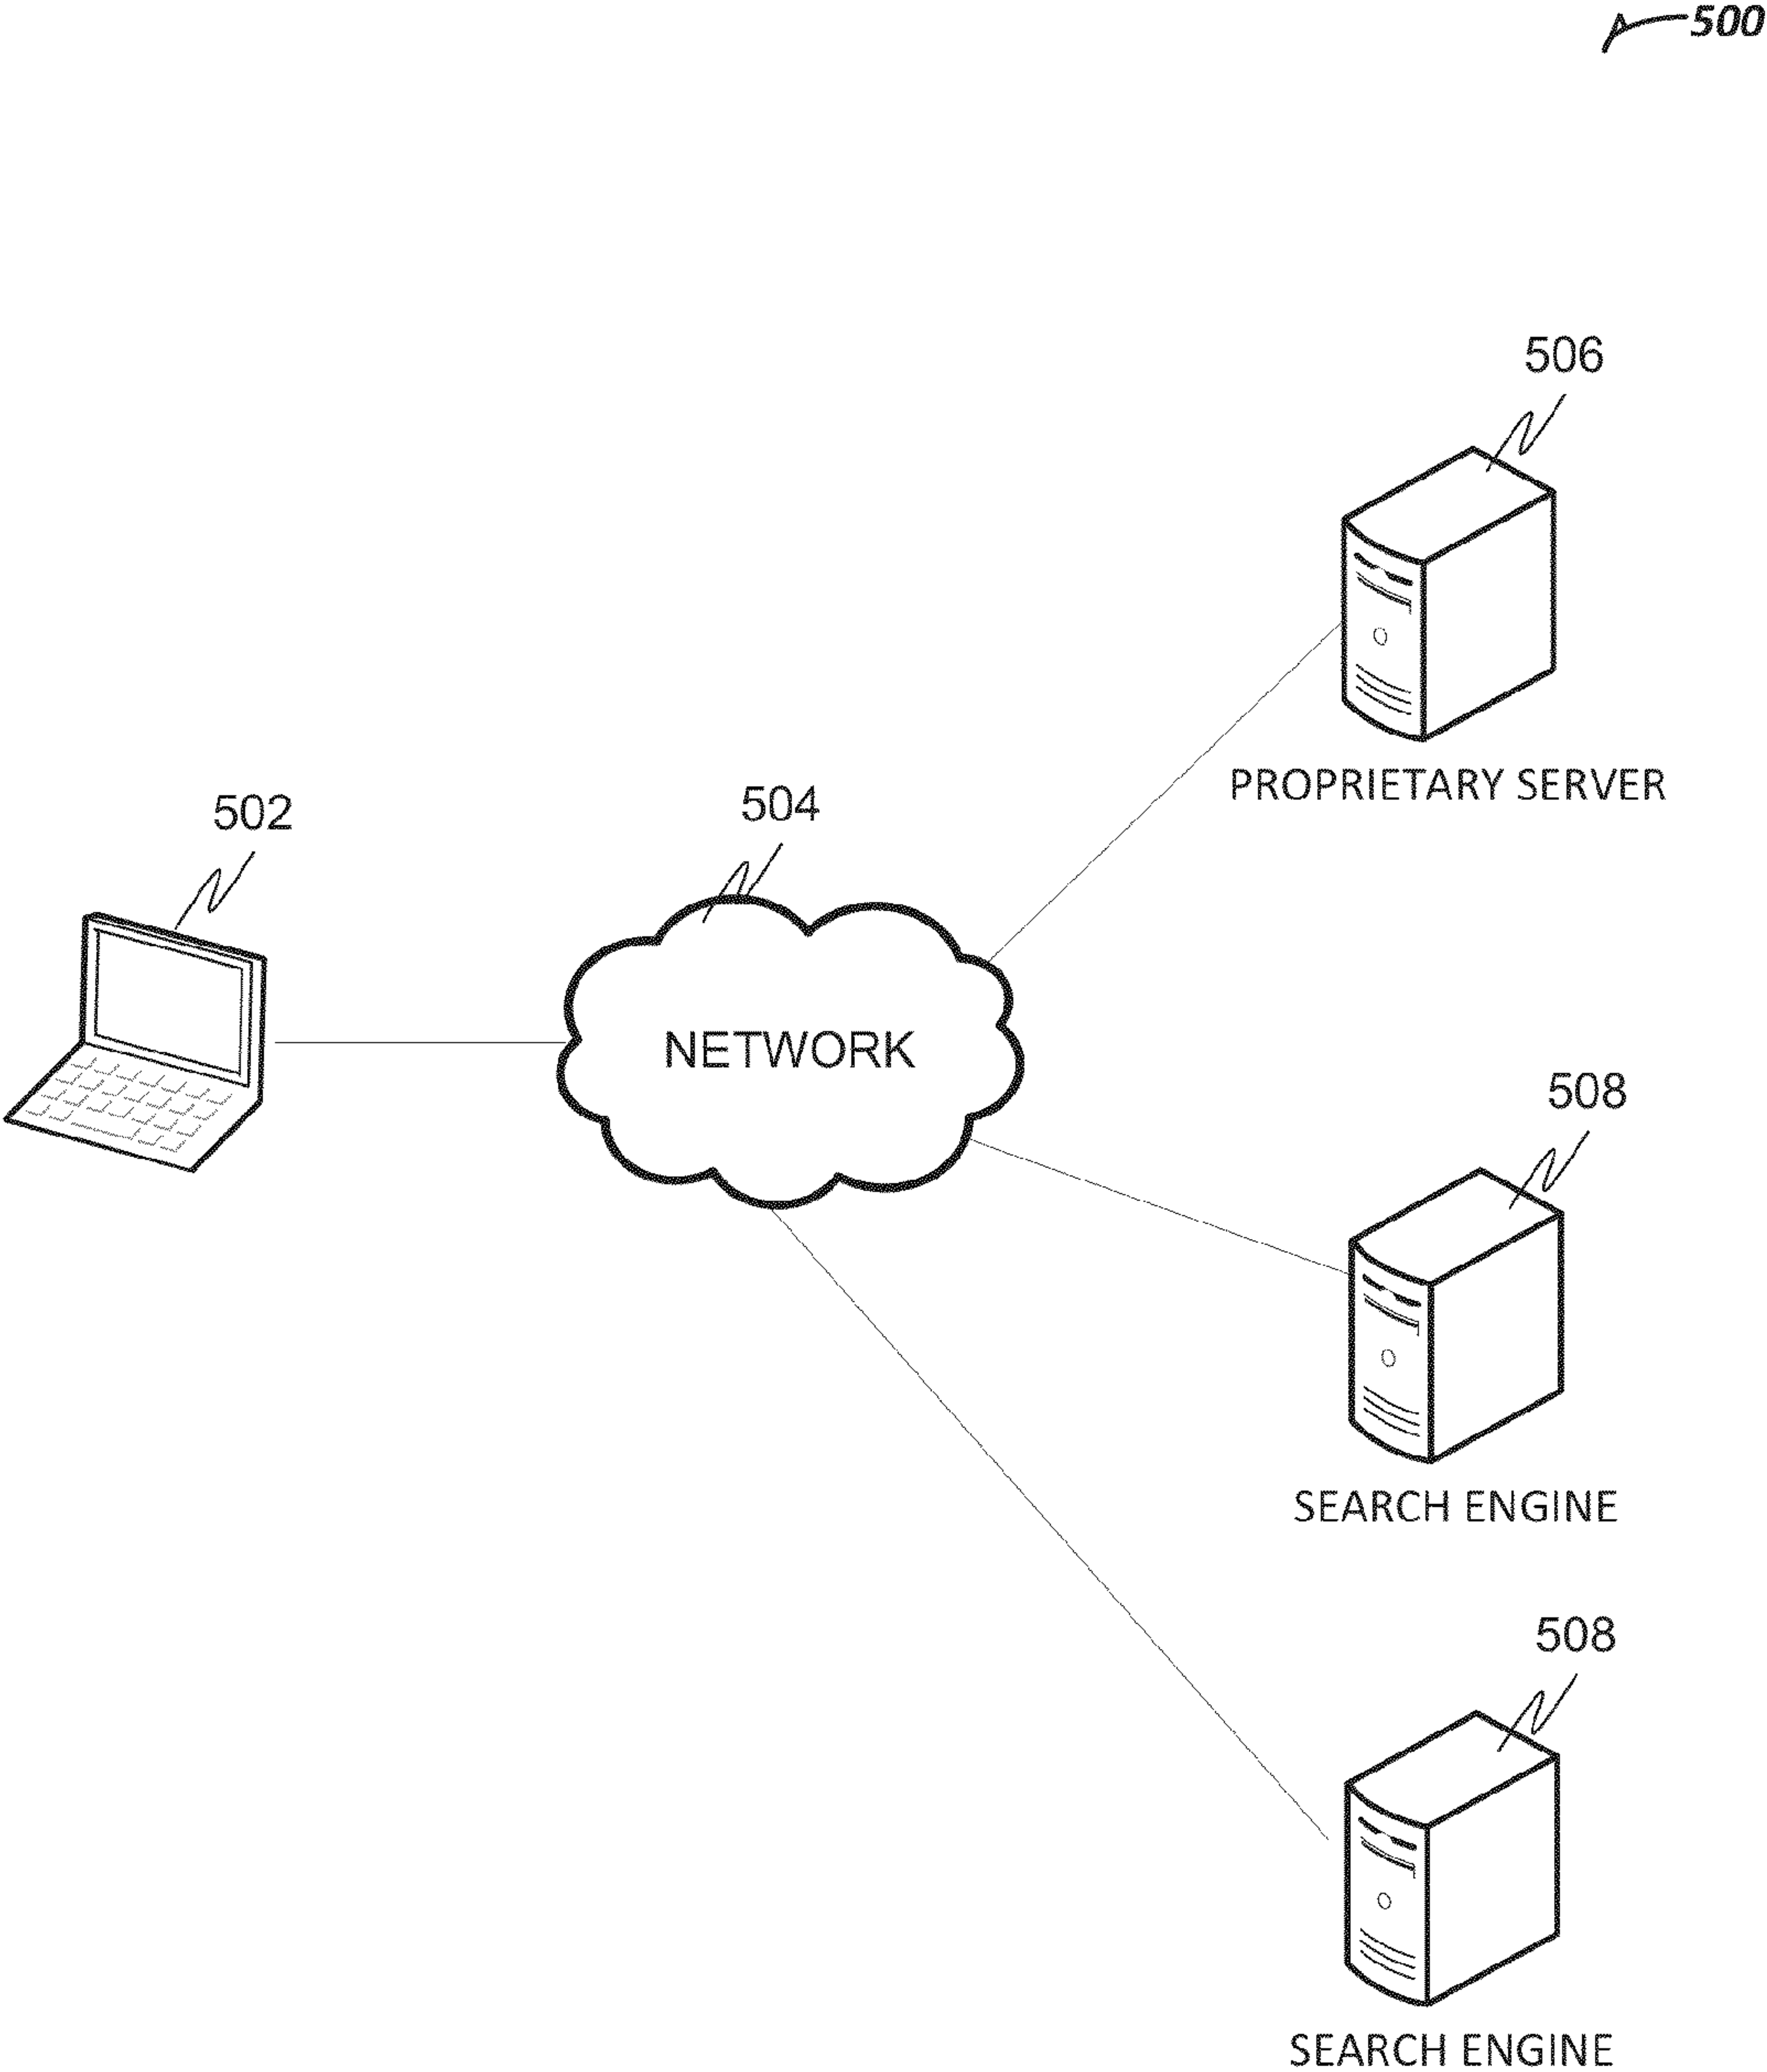 500
506
PROPRIETARY SERVER
502
504
NETWORK
508
SEARCH ENGINE
508
SEARCH ENGINE